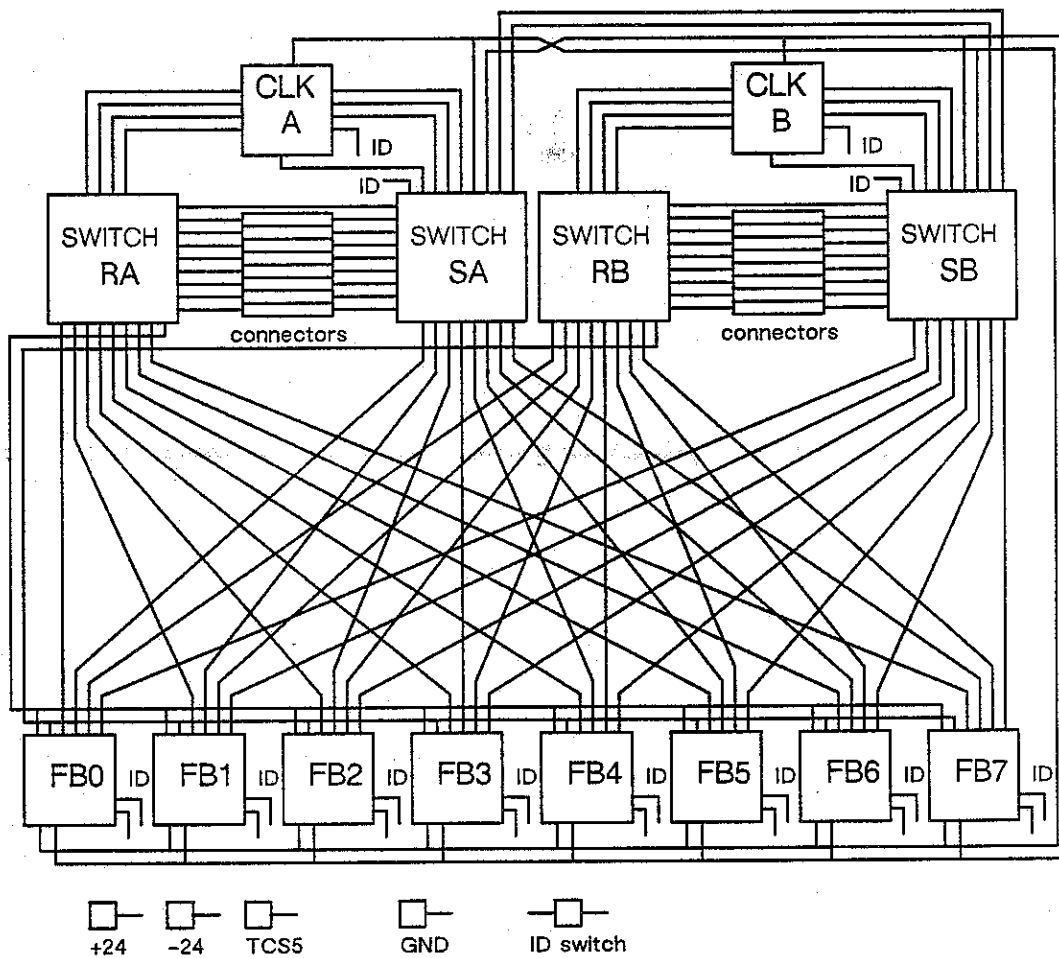 CLK
A
ID
ID
CLK
B
ID
ID
SWITCH
RA
SWITCH
SA
SWITCH
RB
SWITCH
SB
connectors
connectors
FB0
ID
FB1
ID
FB2
ID
FB3
ID
FB4
ID
FB5
ID
FB6
ID
FB7
ID
+24
-24
TCS5
GND
ID switch